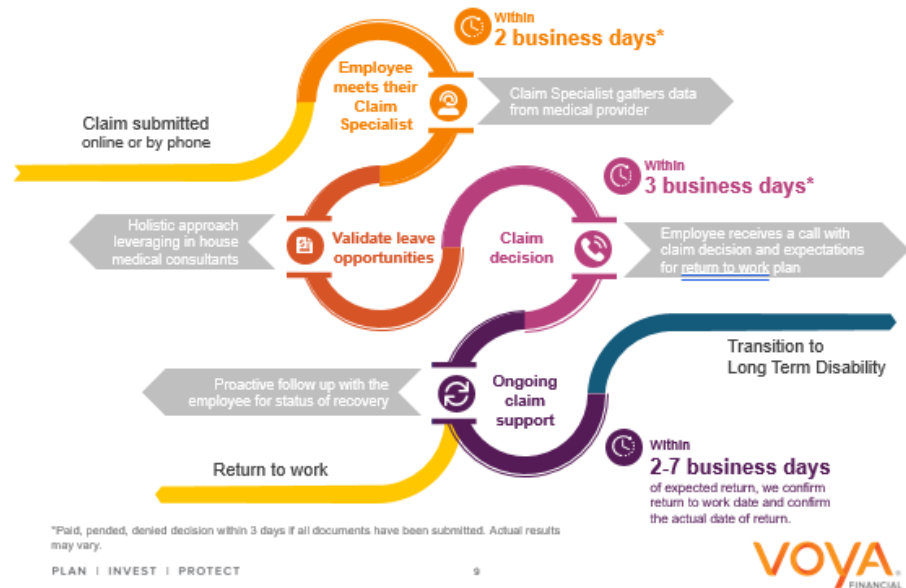 Within
2 business days*
Employee
meets their
Claim
Specialist
Claim Specialist gathers data
from medical provider
Claim submitted
online or by phone
Within
3 business days*
Holistic approach
leveraging in house
medical consultants
Validate leave
opportunities
Claim
decision
Employee receives a call with
claim decision and expectations
for return to work plan
Transition to
Long Term Disability
Proactive follow up with the
employee for status of recovery
Ongoing
claim
support
Return to work
Within
2-7 business days
of expected return, we confirm
return to work date and confirm
the actual date of return.
*Paid, pended, denied decision within 3 days if all documents have been submitted. Actual results
may vary.
PLAN | INVEST | PROTECT
9
VOYA
FINANCIAL